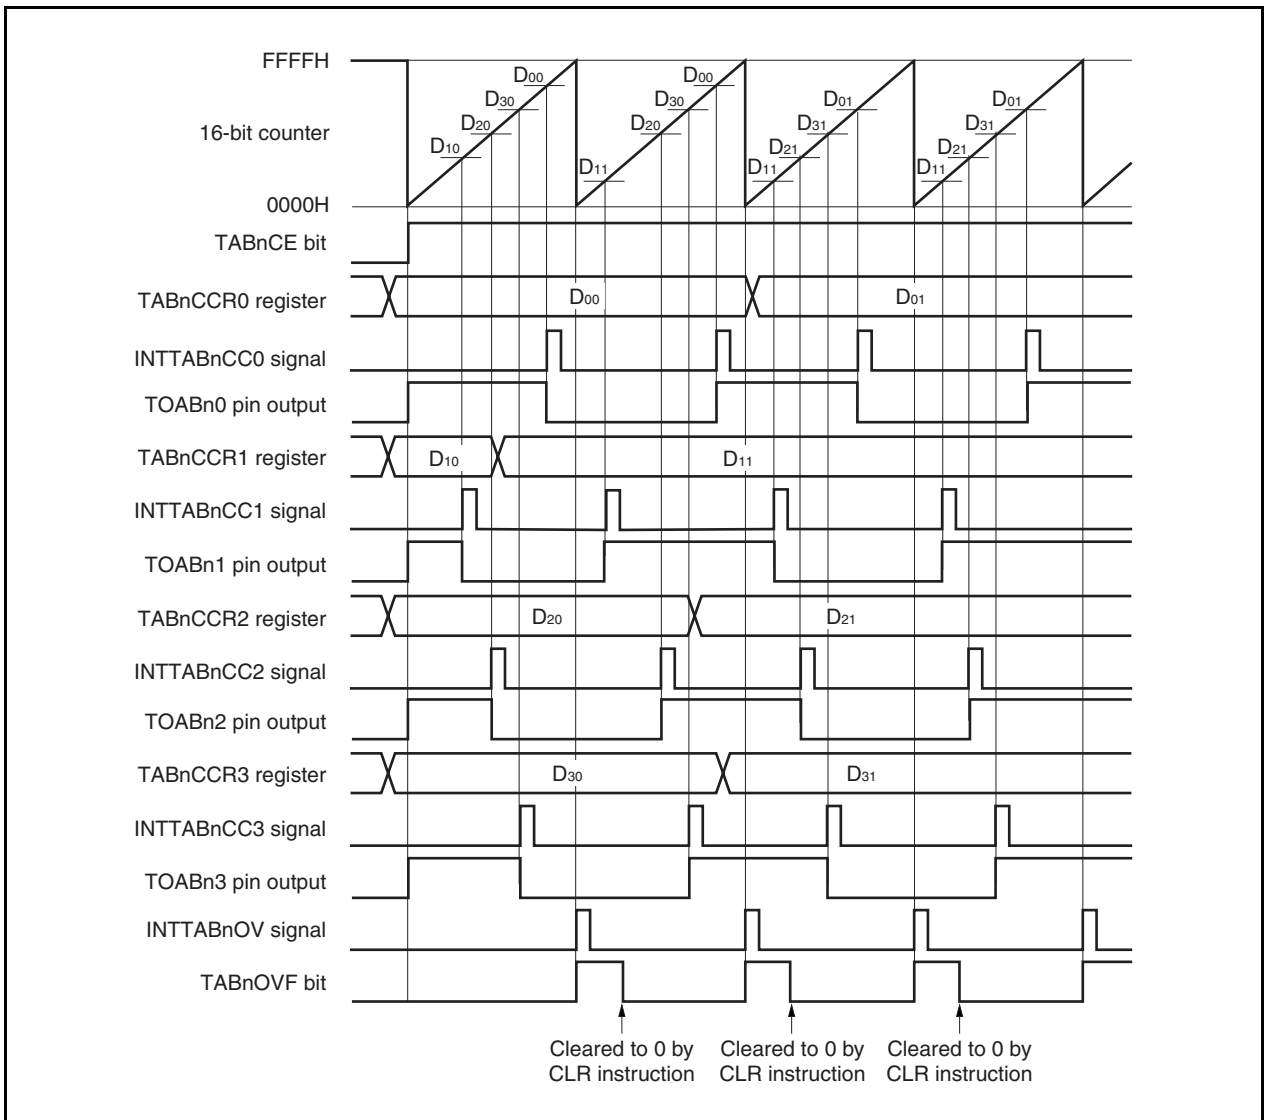 FFFFH
D00
D00
D30
D30
D01
D01
D20
D20
D31
D31
16-bit counter
D10
D21
D21
D11
D11
D11
0000H
TABnCE bit
TABnCCR0 register
D00
D01
INTTABnCC0 signal
TOABn0 pin output
TABnCCR1 register
D10
D11
INTTABnCC1 signal
TOABn1 pin output
TABnCCR2 register
D20
D21
INTTABnCC2 signal
TOABn2 pin output
TABnCCR3 register
D30
D31
INTTABnCC3 signal
TOABn3 pin output
INTTABnOV signal
TABnOVF bit
Cleared to 0 by
CLR instruction
Cleared to 0 by
CLR instruction
Cleared to 0 by
CLR instruction